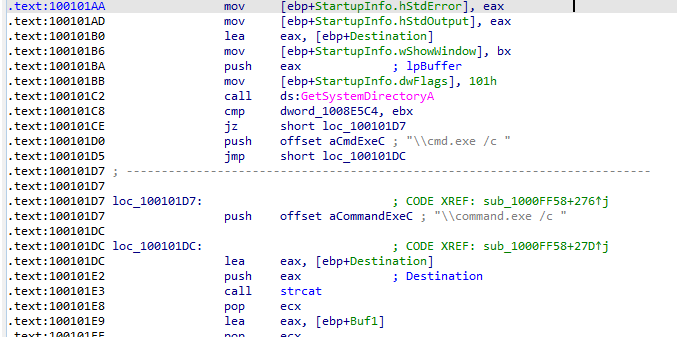 .text:100101AA mov [ebp+StartupInfo.hStdError], eax
.text:100101AD mov [ebp+StartupInfo.hStdOutput], eax
.text:100101B0 lea eax, [ebp+Destination]
.text:100101B6 mov [ebp+StartupInfo.wShowWindow], bx
.text:100101BA push eax ; lpBuffer
.text:100101BB mov [ebp+StartupInfo.dwFlags], 101h
.text:100101C2 call ds:GetSystemDirectoryA
.text:100101C8 cmp dword_1008E5C4, ebx
.text:100101CE jz short loc_100101D7
.text:100101D0 push offset aCmdExeC ; "\\cmd.exe /c "
.text:100101D5 jmp short loc_100101DC
.text:100101D7 ; ---------------------------------------------------------------------------
.text:100101D7
.text:100101D7 loc_100101D7: ; CODE XREF: sub_1000FF58+276↑j
.text:100101D7 push offset aCommandExeC ; "\\command.exe /c "
.text:100101DC
.text:100101DC loc_100101DC: ; CODE XREF: sub_1000FF58+27D↑j
.text:100101DC lea eax, [ebp+Destination]
.text:100101E2 push eax ; Destination
.text:100101E3 call strcat
.text:100101E8 pop ecx
.text:100101E9 lea eax, [ebp+Buf1]